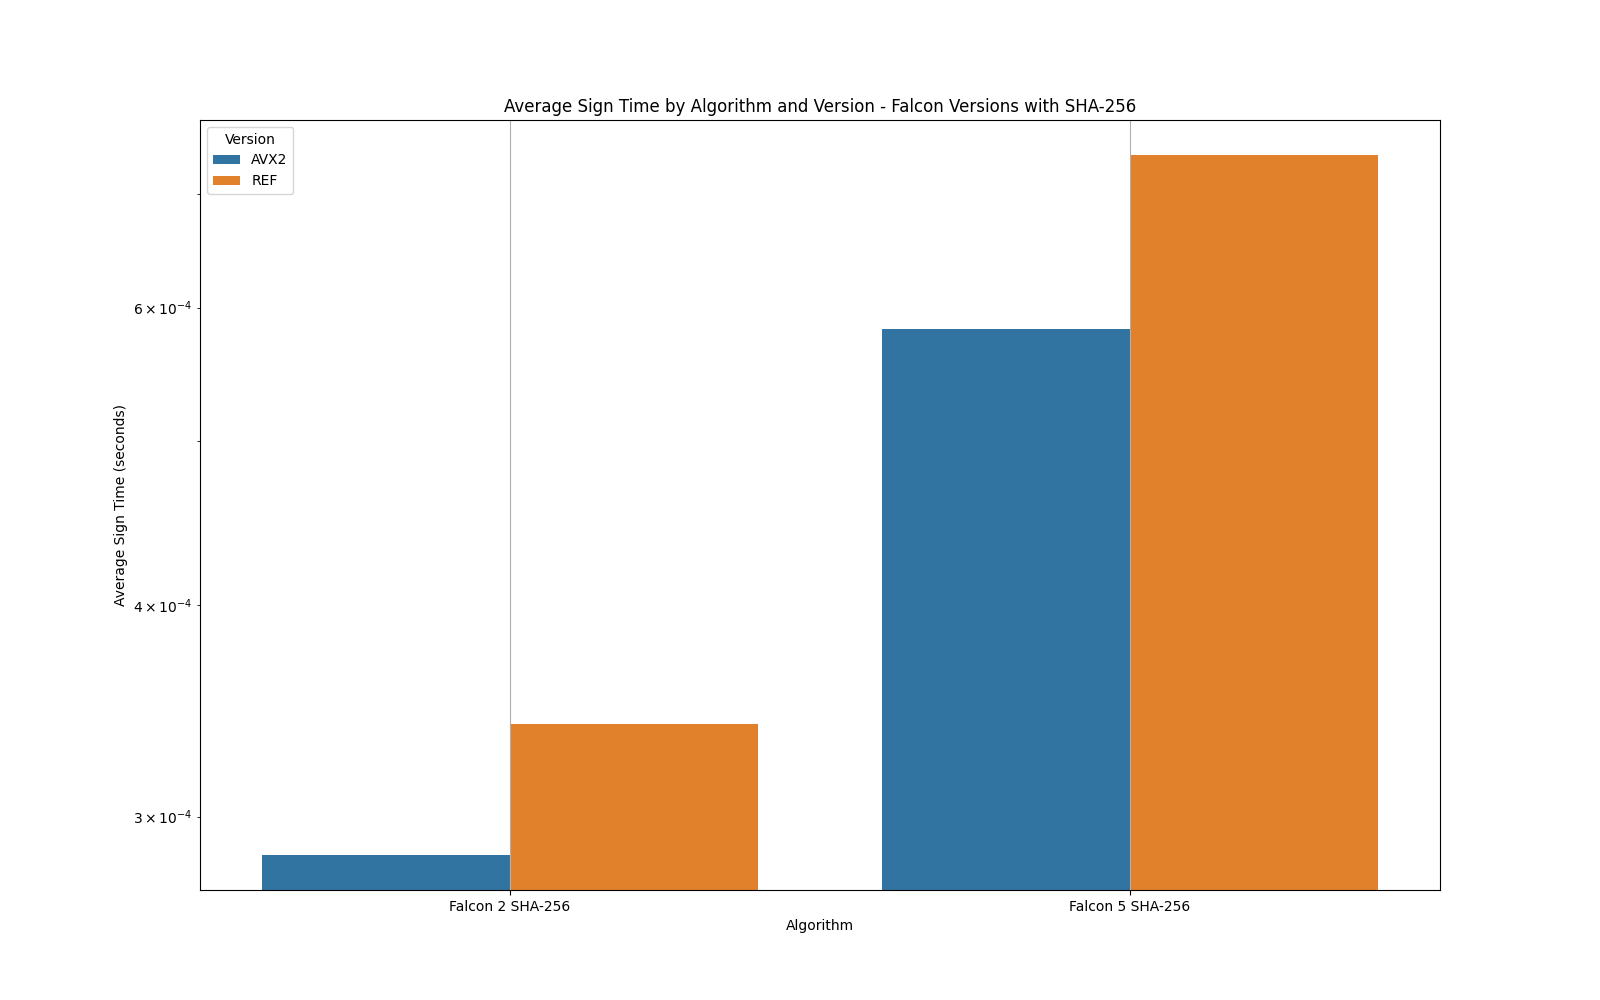 Average Sign Time by Algorithm and Version - Falcon Versions with SHA-256
Version
AVX2
REF
6 × 10⁻⁴
4 × 10⁻⁴
3 × 10⁻⁴
Average Sign Time (seconds)
Falcon 2 SHA-256
Falcon 5 SHA-256
Algorithm